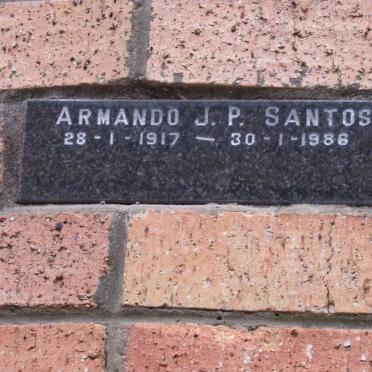 ARMANDO J. P. SANTOS
28-1-1917 — 30-1-1986